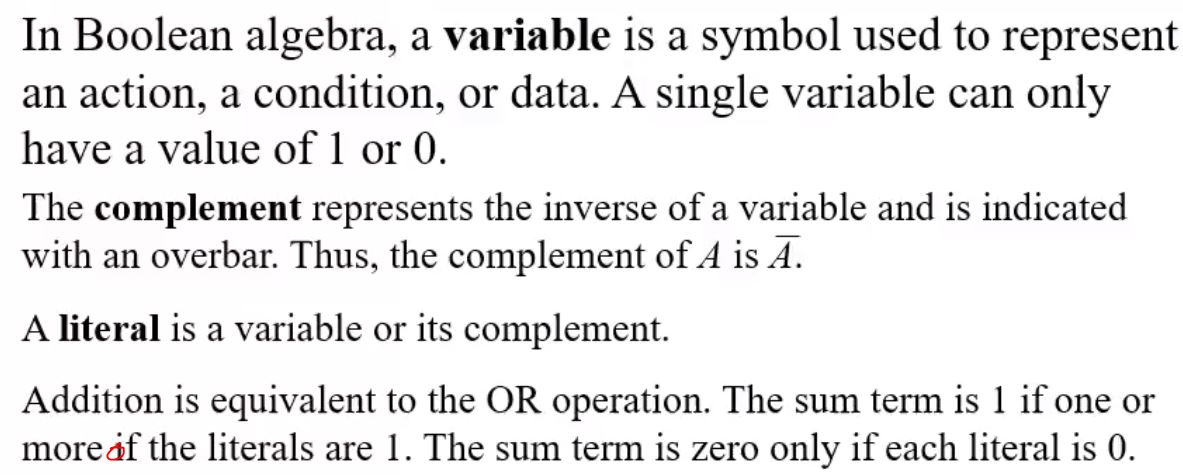 In Boolean algebra, a variable is a symbol used to represent
an action, a condition, or data. A single variable can only
have a value of 1 or 0.
The complement represents the inverse of a variable and is indicated
with an overbar. Thus, the complement of A is A̅.
A literal is a variable or its complement.
Addition is equivalent to the OR operation. The sum term is 1 if one or
more if the literals are 1. The sum term is zero only if each literal is 0.